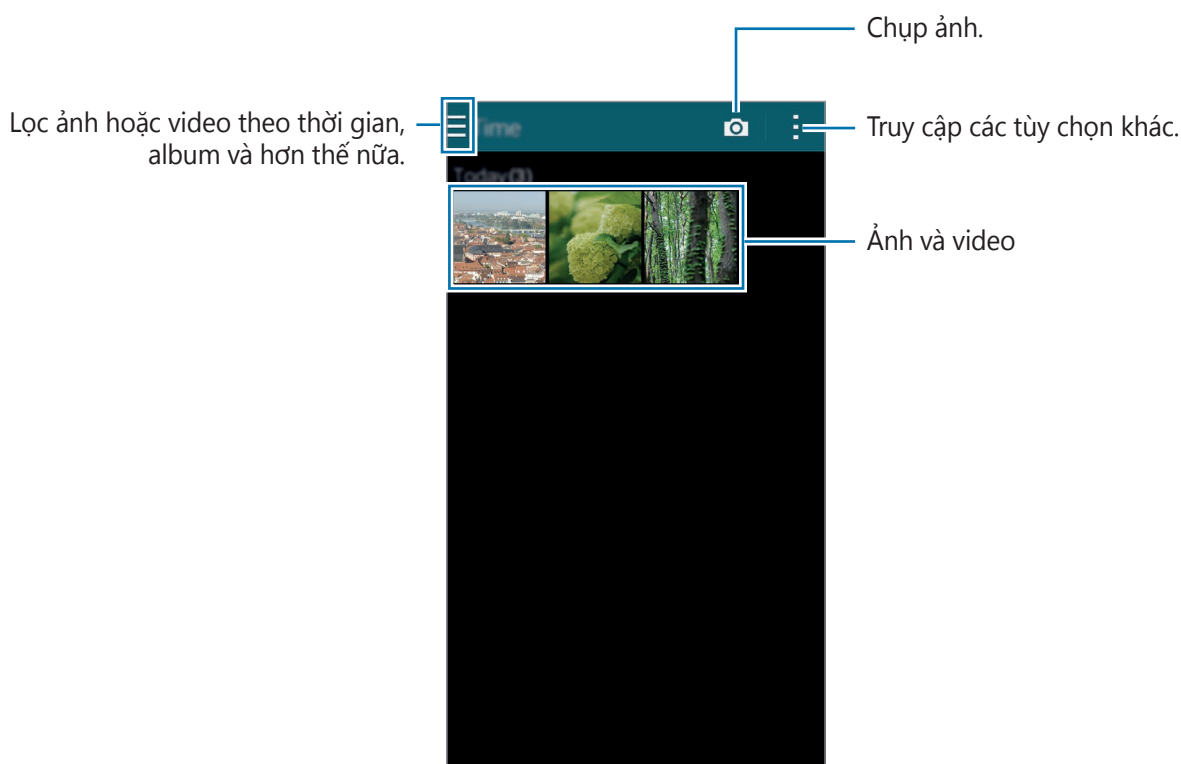 Chụp ảnh.
Lọc ảnh hoặc video theo thời gian,
album và hơn thế nữa.
Time
Truy cập các tùy chọn khác.
Today(3)
Ảnh và video